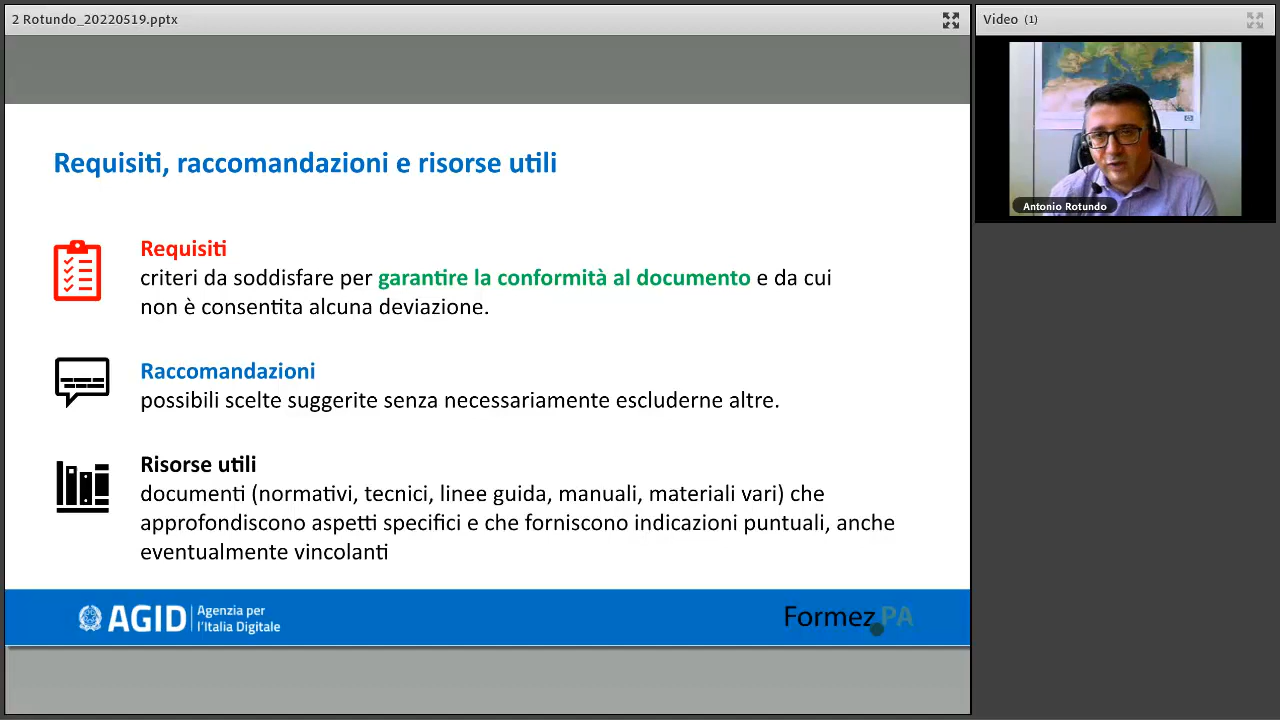 2 Rotundo_20220519.pptx
Video (1)
Antonio Rotundo
Requisiti, raccomandazioni e risorse utili
Requisiti
criteri da soddisfare per garantire la conformità al documento e da cui
non è consentita alcuna deviazione.
Raccomandazioni
possibili scelte suggerite senza necessariamente escluderne altre.
Risorse utili
documenti (normativi, tecnici, linee guida, manuali, materiali vari) che
approfondiscono aspetti specifici e che forniscono indicazioni puntuali, anche
eventualmente vincolanti
AGID
Agenzia per
l'Italia Digitale
Formez PA